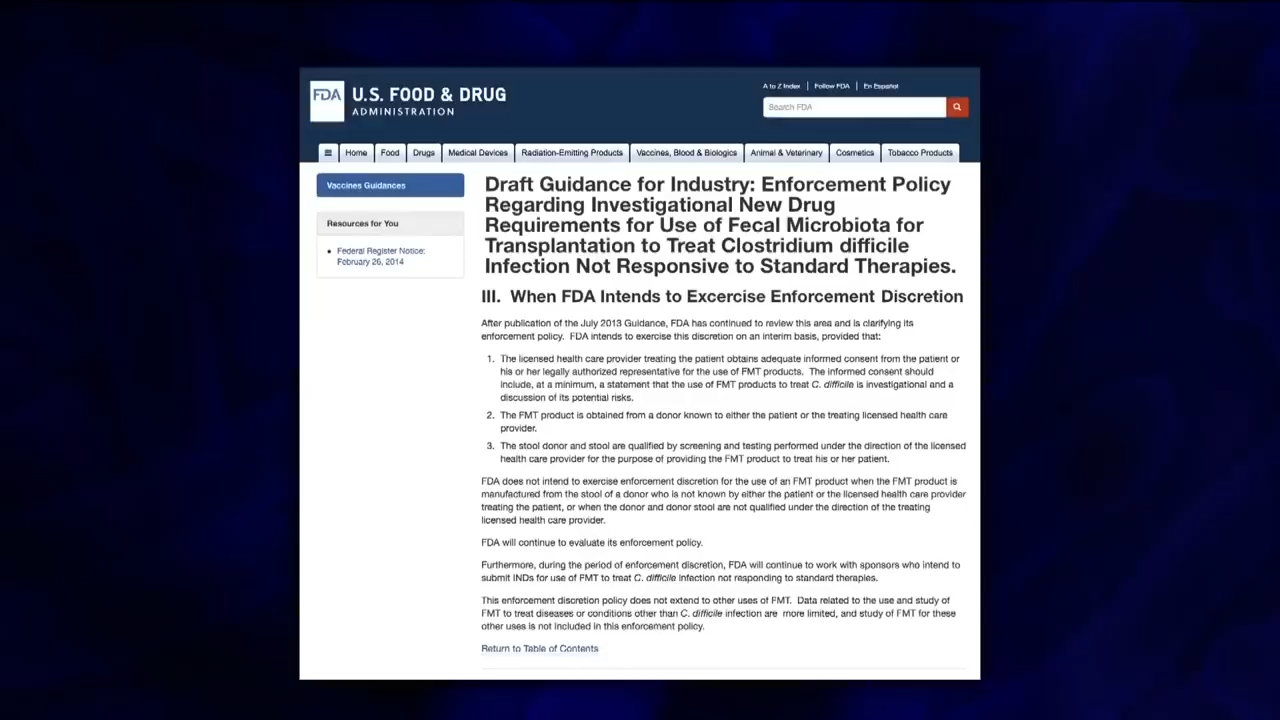 FDA
U.S. FOOD & DRUG
ADMINISTRATION
A to Z Index | Follow FDA | En Español
Search FDA
Home
Food
Drugs
Medical Devices
Radiation-Emitting Products
Vaccines, Blood & Biologics
Animal & Veterinary
Cosmetics
Tobacco Products
Vaccines Guidances
Resources for You
• Federal Register Notice:
February 26, 2014
Draft Guidance for Industry: Enforcement Policy
Regarding Investigational New Drug
Requirements for Use of Fecal Microbiota for
Transplantation to Treat Clostridium difficile
Infection Not Responsive to Standard Therapies.
III. When FDA Intends to Excercise Enforcement Discretion
After publication of the July 2013 Guidance, FDA has continued to review this area and is clarifying its
enforcement policy. FDA intends to exercise this discretion on an interim basis, provided that:
1. The licensed health care provider treating the patient obtains adequate informed consent from the patient or
his or her legally authorized representative for the use of FMT products. The informed consent should
include, at a minimum, a statement that the use of FMT products to treat C. difficile is investigational and a
discussion of its potential risks.
2. The FMT product is obtained from a donor known to either the patient or the treating licensed health care
provider.
3. The stool donor and stool are qualified by screening and testing performed under the direction of the licensed
health care provider for the purpose of providing the FMT product to treat his or her patient.
FDA does not intend to exercise enforcement discretion for the use of an FMT product when the FMT product is
manufactured from the stool of a donor who is not known by either the patient or the licensed health care provider
treating the patient, or when the donor and donor stool are not qualified under the direction of the treating
licensed health care provider.
FDA will continue to evaluate its enforcement policy.
Furthermore, during the period of enforcement discretion, FDA will continue to work with sponsors who intend to
submit INDs for use of FMT to treat C. difficile infection not responding to standard therapies.
This enforcement discretion policy does not extend to other uses of FMT. Data related to the use and study of
FMT to treat diseases or conditions other than C. difficile infection are more limited, and study of FMT for these
other uses is not included in this enforcement policy.
Return to Table of Contents